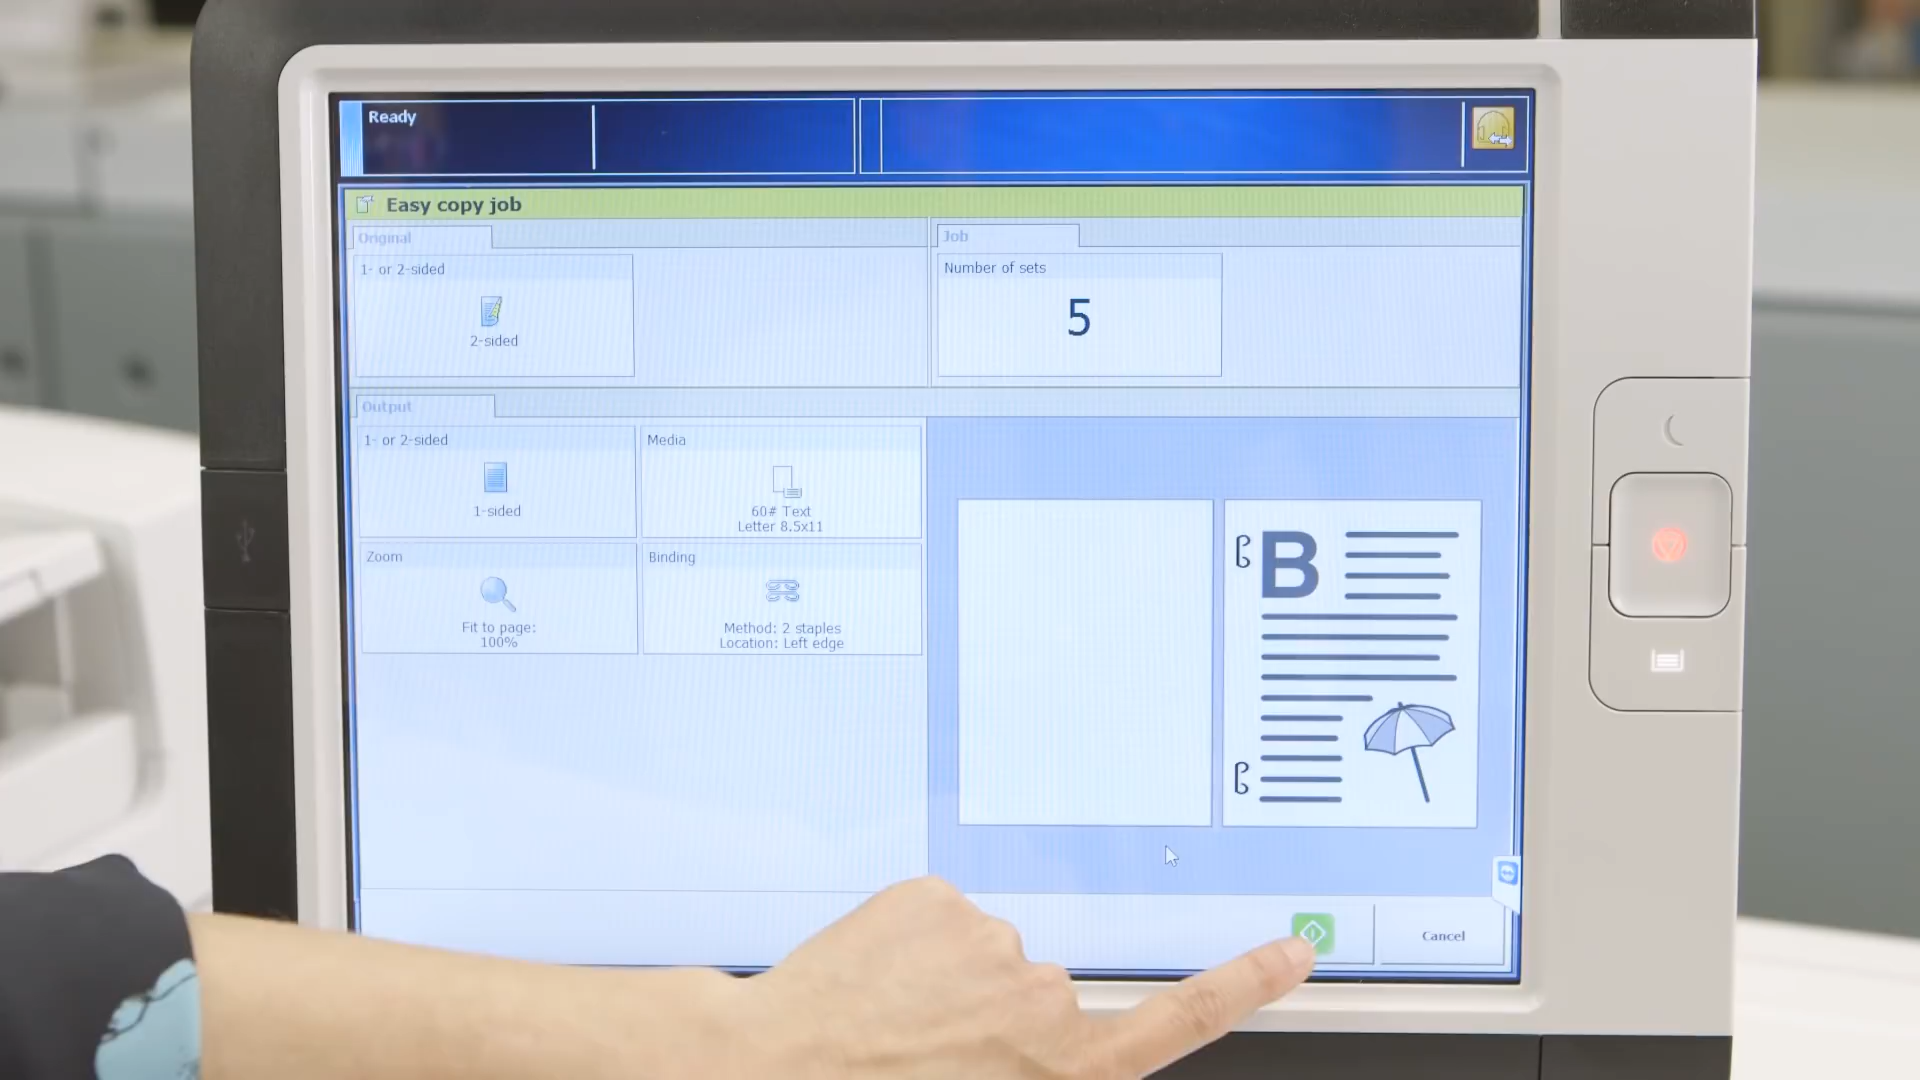 Ready
Easy copy job
Original
Job
1- or 2-sided
2-sided
Number of sets
5
Output
1- or 2-sided
1-sided
Media
60# Text
Letter 8.5x11
Zoom
Fit to page:
100%
Binding
Method: 2 staples
Location: Left edge
B
Cancel